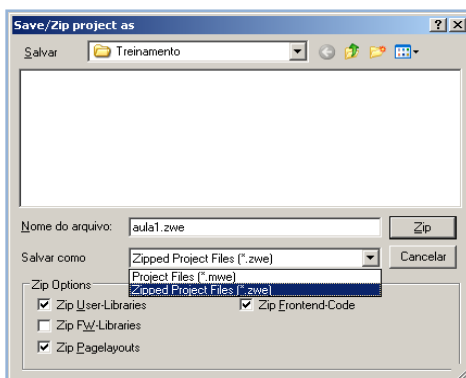 Save/Zip project as
Salvar
Treinamento
Nome do arquivo:
aula1.zwe
Zip
Salvar como
Zipped Project Files (*.zwe)
Cancelar
Project Files (*.mwe)
Zipped Project Files (*.zwe)
Zip Options
Zip User-Libraries
Zip Frontend-Code
Zip FW-Libraries
Zip Pagelayouts